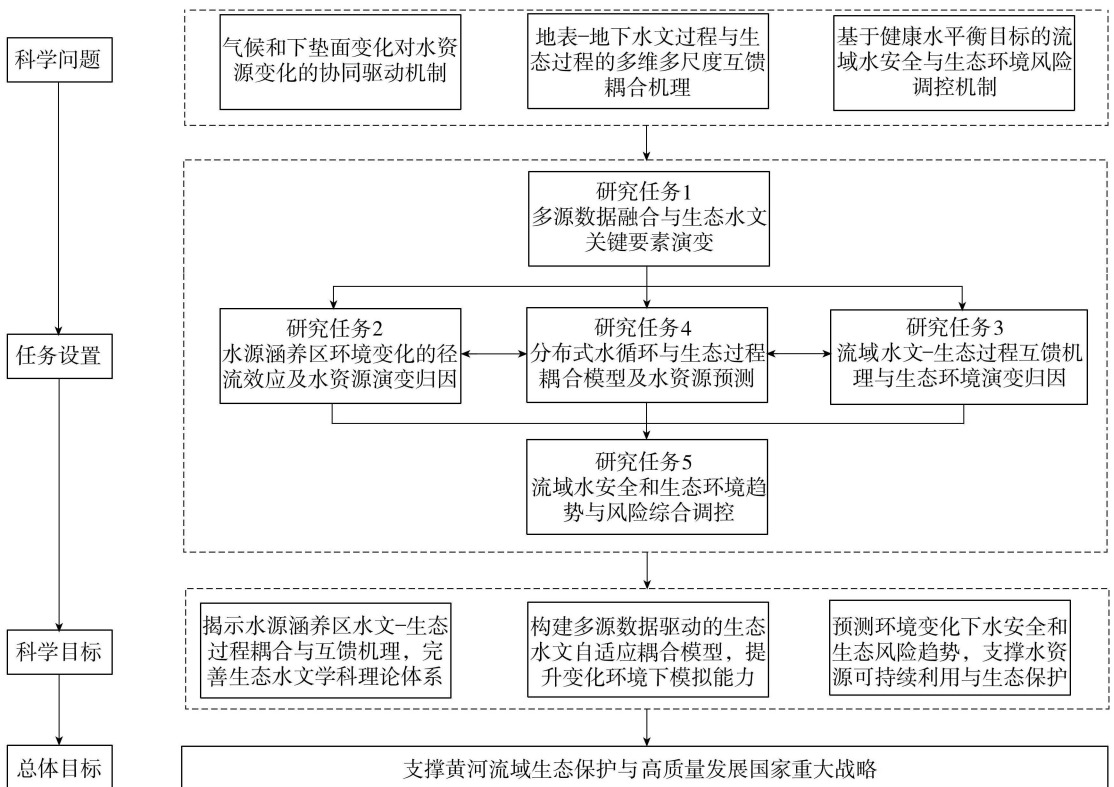 科学问题
气候和下垫面变化对水资
源变化的协同驱动机制
地表-地下水文过程与生
态过程的多维多尺度互馈
耦合机理
基于健康水平衡目标的流
域水安全与生态环境风险
调控机制
任务设置
研究任务1
多源数据融合与生态水文
关键要素演变
研究任务2
水源涵养区环境变化的径
流效应及水资源演变归因
研究任务4
分布式水循环与生态过程
耦合模型及水资源预测
研究任务3
流域水文-生态过程互馈机
理与生态环境演变归因
研究任务5
流域水安全和生态环境趋
势与风险综合调控
科学目标
揭示水源涵养区水文-生态
过程耦合与互馈机理，完
善生态水文学科理论体系
构建多源数据驱动的生态
水文自适应耦合模型，提
升变化环境下模拟能力
预测环境变化下水安全和
生态风险趋势，支撑水资
源可持续利用与生态保护
总体目标
支撑黄河流域生态保护与高质量发展国家重大战略